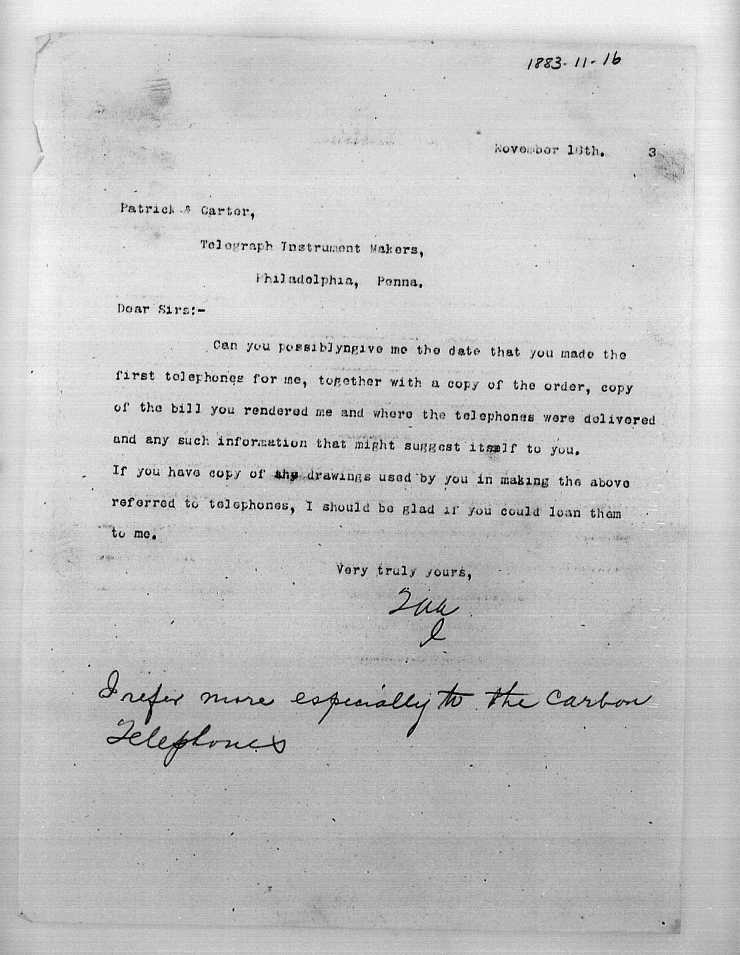 1883-11-16
November 16th. 3
Patrick & Carter,
Telegraph Instrument Makers,
Philadelphia, Penna.
Dear Sirs:-
Can you possiblyngive me the date that you made the
first telephones for me, together with a copy of the order, copy
of the bill you rendered me and where the telephones were delivered
and any such information that might suggest itself to you.
If you have copy of any drawings used by you in making the above
referred to telephones, I should be glad if you could loan them
to me.
Very truly yours,
I refer more especially to the Carbon
Telephones